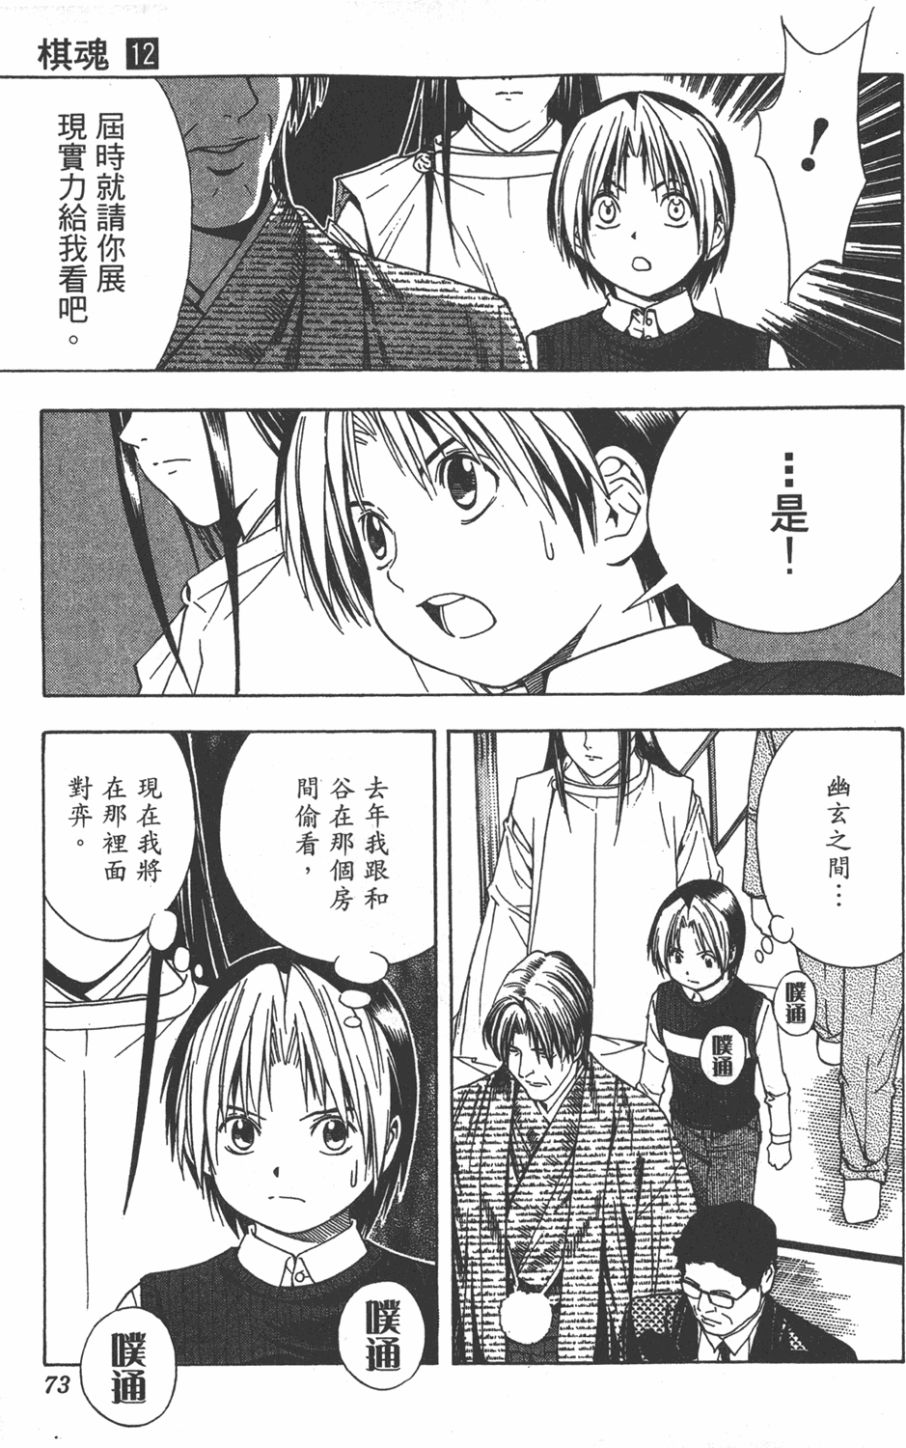 棋魂 12
！
屆時就請你展
現實力給我看吧。
…是！
幽玄之間…
噗通
噗通
去年我跟和
谷在那個房
間偷看，
現在我將
在那裡面
對弈。
噗通
噗通
73